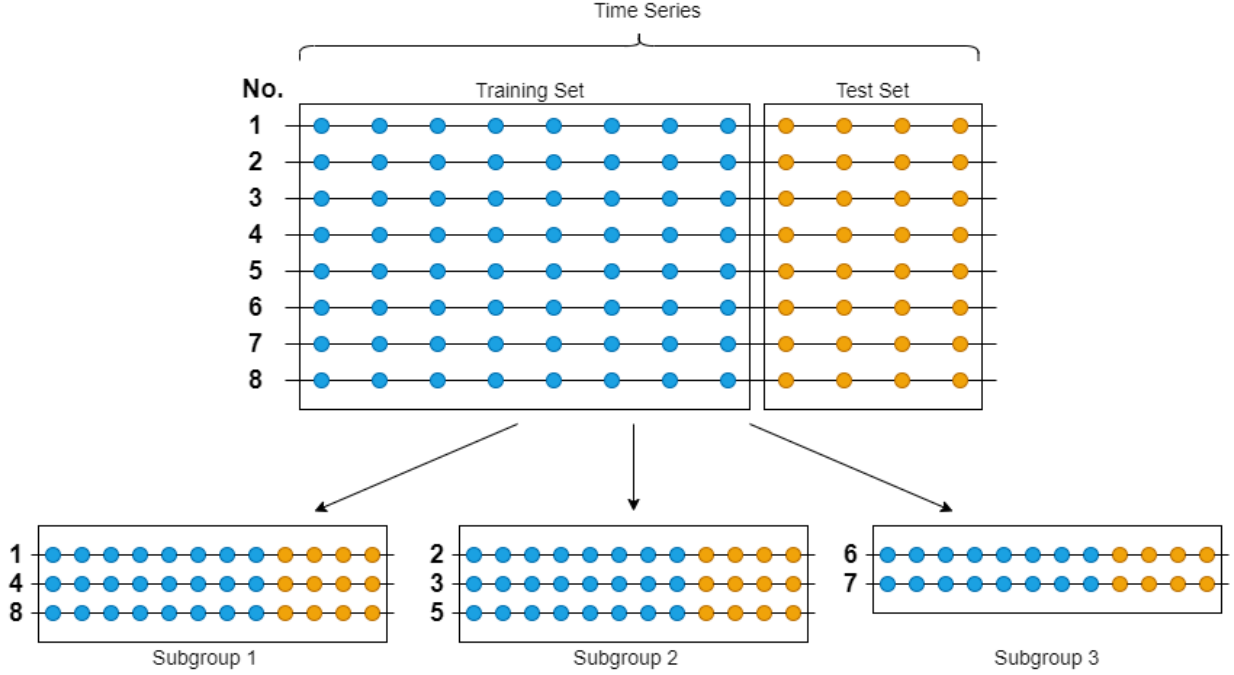 Time Series
No.
Training Set
Test Set
1
2
3
4
5
6
7
8
1
4
8
Subgroup 1
2
3
5
Subgroup 2
6
7
Subgroup 3